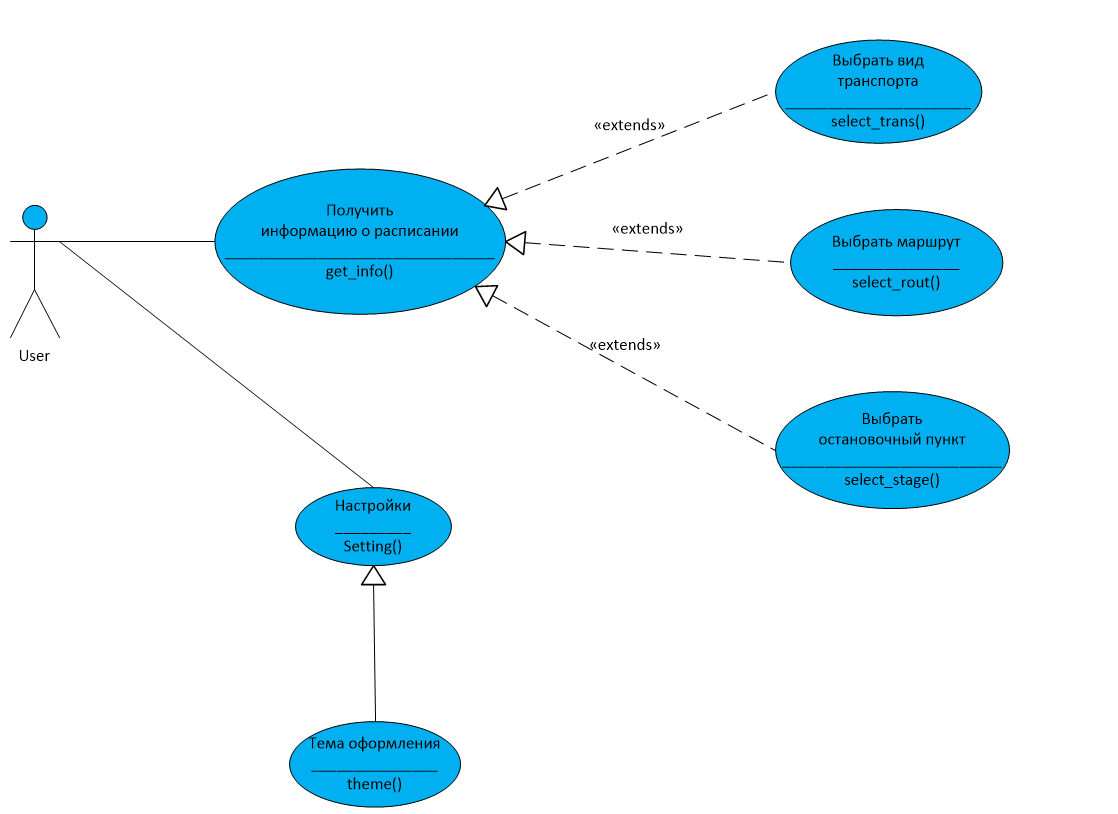 Выбрать вид
транспорта
select_trans()
«extends»
Получить
информацию о расписании
get_info()
«extends»
Выбрать маршрут
select_rout()
User
«extends»
Выбрать
остановочный пункт
select_stage()
Настройки
Setting()
Тема оформления
theme()